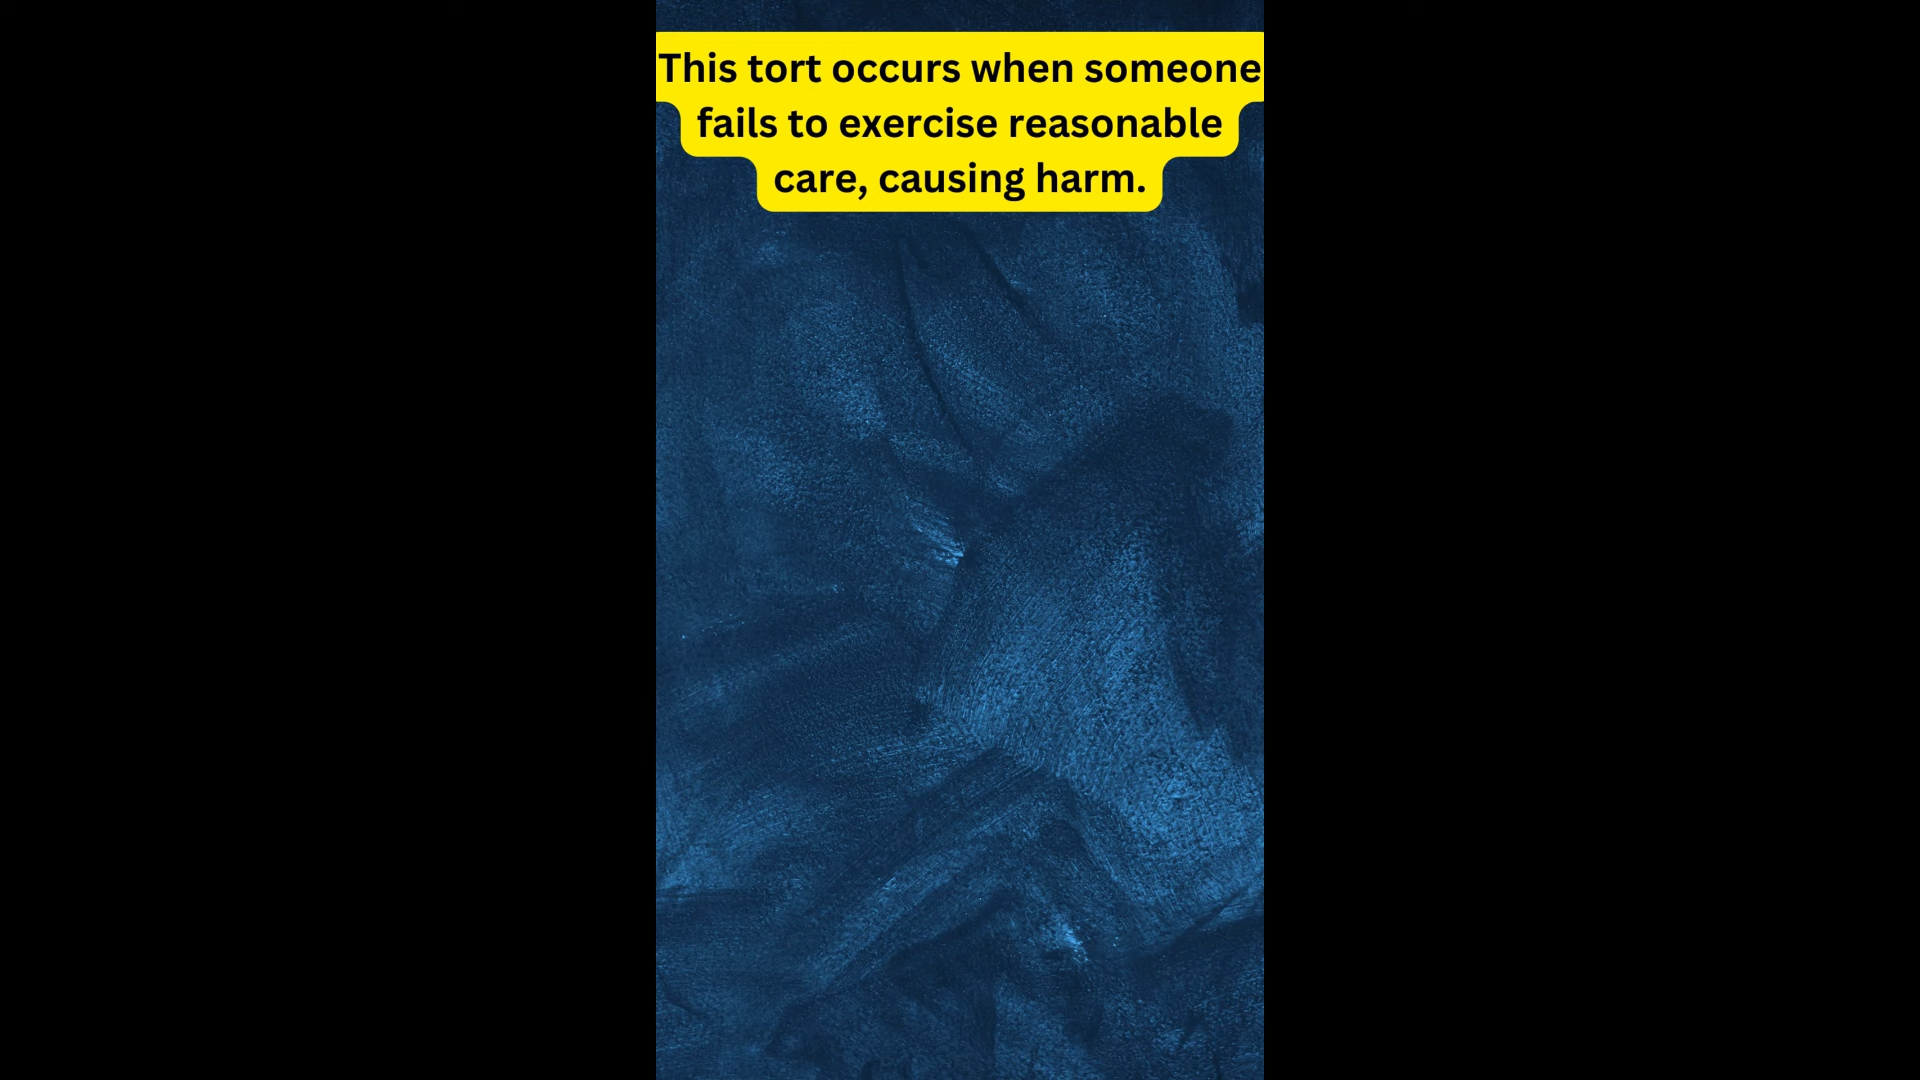 This tort occurs when someone
fails to exercise reasonable
care, causing harm.